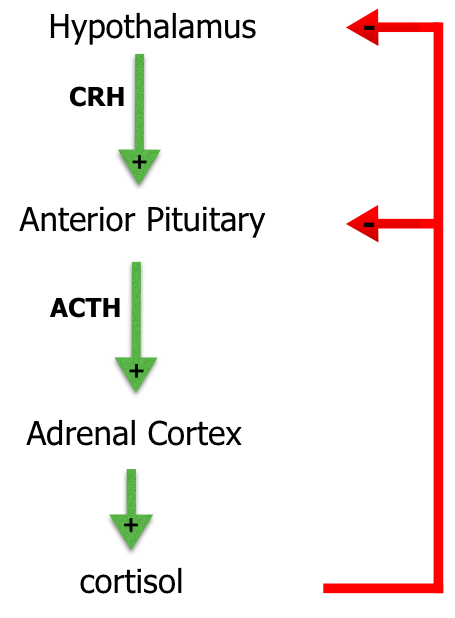 Hypothalamus
-
CRH
+
Anterior Pituitary
-
ACTH
+
Adrenal Cortex
+
cortisol